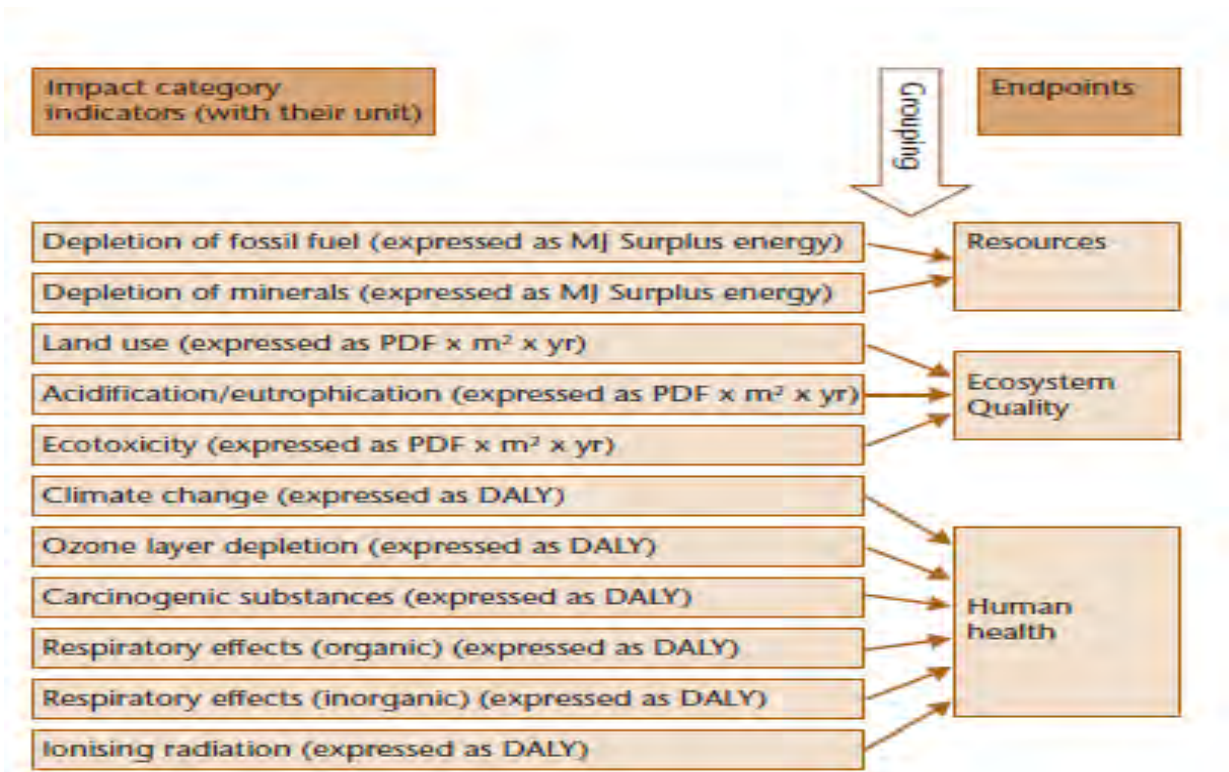 Impact category
indicators (with their unit)
Grouping
Endpoints
Depletion of fossil fuel (expressed as MJ Surplus energy)
Depletion of minerals (expressed as MJ Surplus energy)
Resources
Land use (expressed as PDF x m² x yr)
Acidification/eutrophication (expressed as PDF x m² x yr)
Ecotoxicity (expressed as PDF x m² x yr)
Ecosystem
Quality
Climate change (expressed as DALY)
Ozone layer depletion (expressed as DALY)
Carcinogenic substances (expressed as DALY)
Respiratory effects (organic) (expressed as DALY)
Respiratory effects (inorganic) (expressed as DALY)
Ionising radiation (expressed as DALY)
Human
health